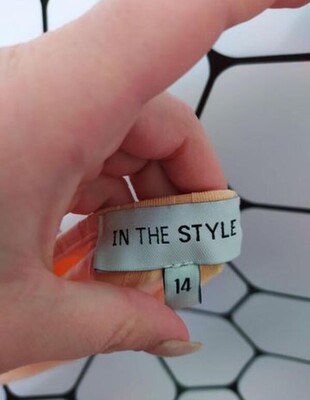 IN THE STYLE
14